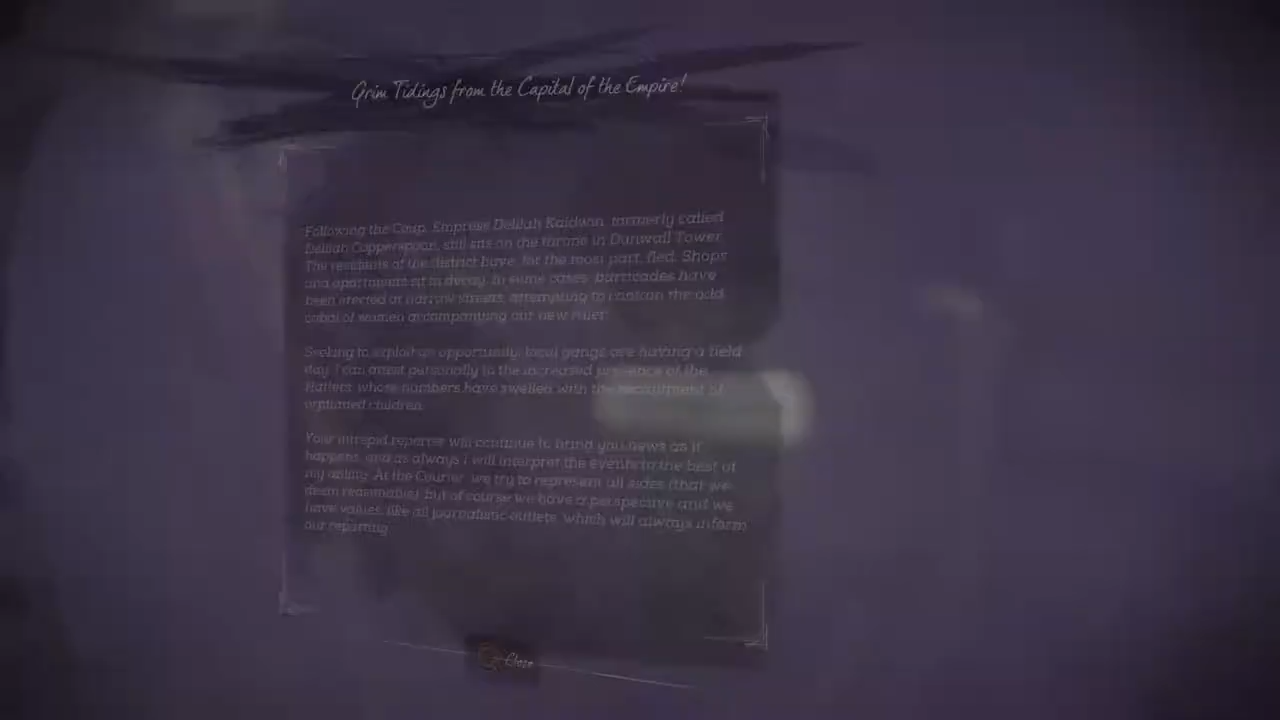 Grim Tidings from the Capital of the Empire!
Following the Coup, Empress Delilah Kaldwin, formerly called
Delilah Copperspoon, still sits on the throne in Dunwall Tower.
The residents of the district have, for the most part, fled. Shops
and apartments sit in decay. In some cases, barricades have
been erected at narrow streets, attempting to contain the odd
cabal of women accompanying our new ruler.
Seeking to exploit an opportunity, local gangs are having a field
day. I can attest personally to the increased presence of the
Hatters, whose numbers have swelled with the recruitment of
orphaned children.
Your intrepid reporter will continue to bring you news as it
happens, and as always I will interpret the events to the best of
my ability. At the Courier, we try to represent all sides (that we
deem reasonable), but of course we have a perspective and we
have values, like all journalistic outlets, which will always inform
our reporting.
Close